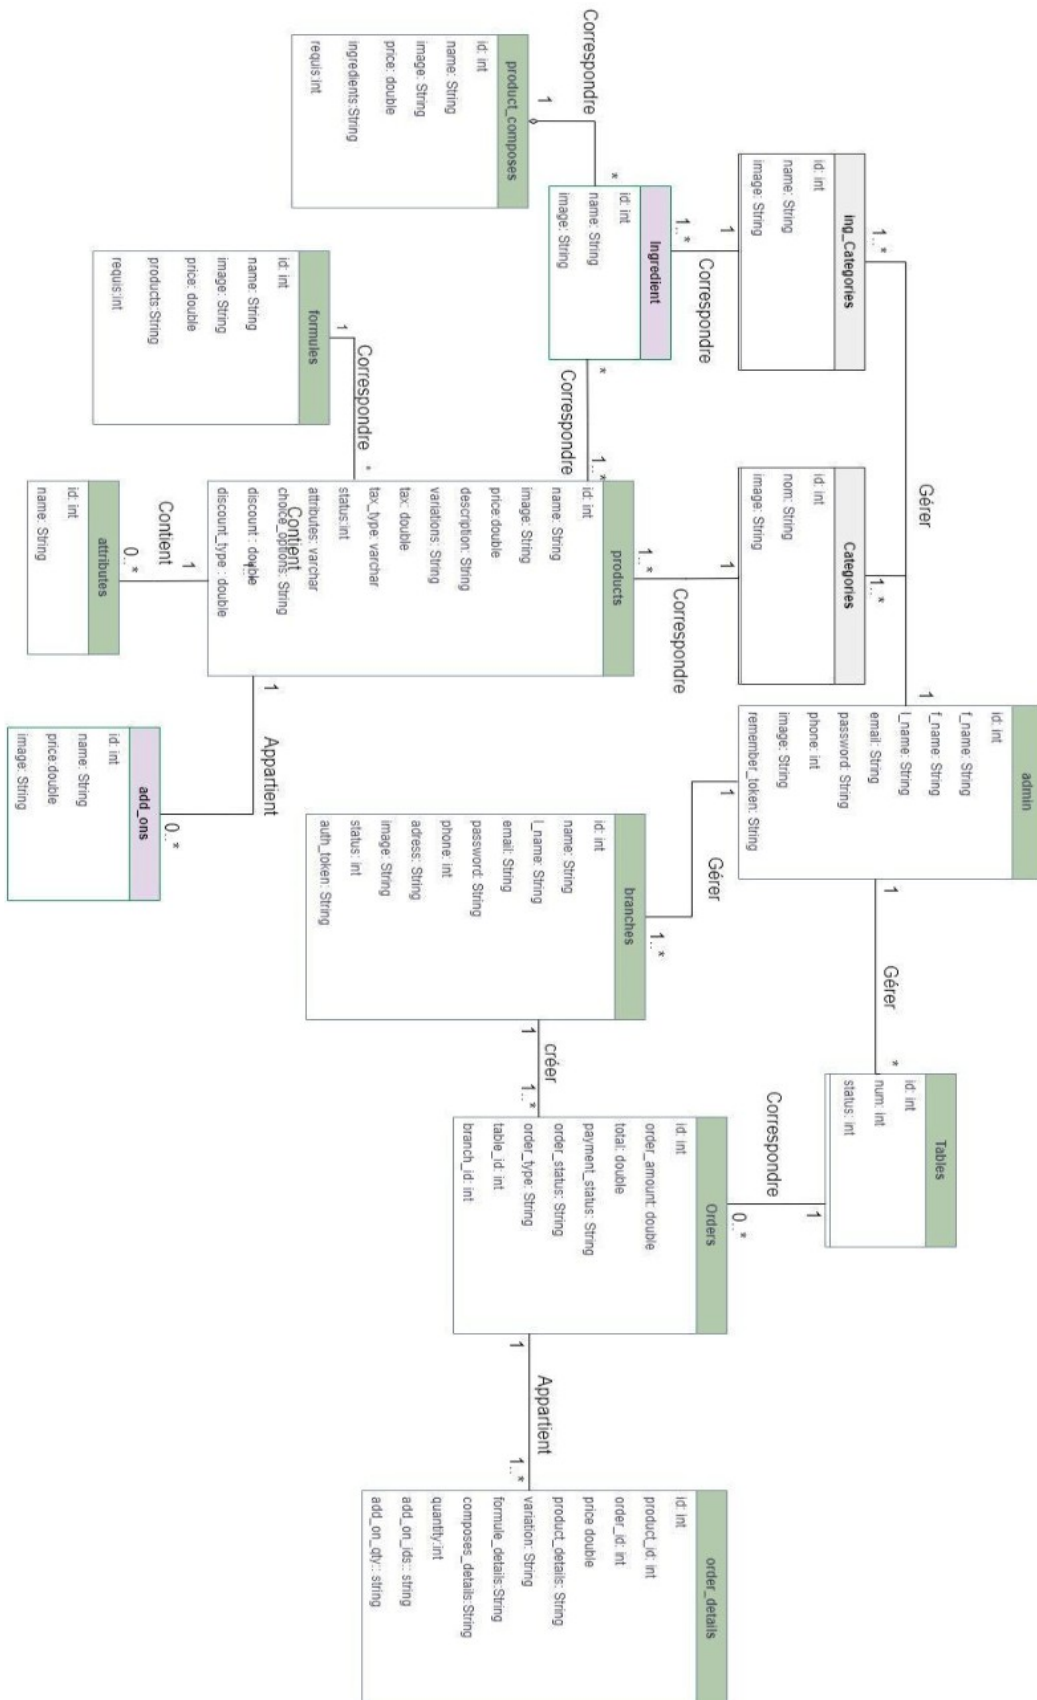 product_composes
id: int
name: String
image: String
price: double
ingredients:String
requis:int
Correspondre
1
*
Ingredient
id: int
name: String
image: String
1..*
Correspondre
1
ing_Categories
id: int
name: String
image: String
1..*
Gérer
formules
id: int
name: String
image: String
price: double
products:String
requis:int
1
Correspondre
*
*
Correspondre
1..*
products
id: int
name: String
image: String
price:double
description: String
variations: String
tax: double
tax_type: varchar
status:int
attributes: varchar
choice_options: String
discount : double
discount_type : double
Contient
1..*
Correspondre
1
Categories
id: int
nom: String
image: String
1..*
attributes
id: int
name: String
Contient
0..*
1
1
Appartient
0..*
add_ons
id: int
name: String
price:double
image: String
admin
id: int
f_name: String
f_name: String
l_name: String
email: String
password: String
phone: int
image: String
remember_token: String
1
1
Gérer
1..*
branches
id: int
name: String
l_name: String
email: String
password: String
phone: int
adress: String
image: String
status: int
auth_token: String
1
Gérer
*
Tables
id: int
num: int
status: int
1
Correspondre
0..*
1
créer
1..*
Orders
id: int
order_amount: double
total: double
payment_status: String
order_status: String
order_type: String
table_id: int
branch_id: int
1
Appartient
1..*
order_details
id: int
product_id: int
order_id: int
price double
product_details: String
variation: String
formule_details:String
composes_details:String
quantity:int
add_on_ids:: string
add_on_qty:: string